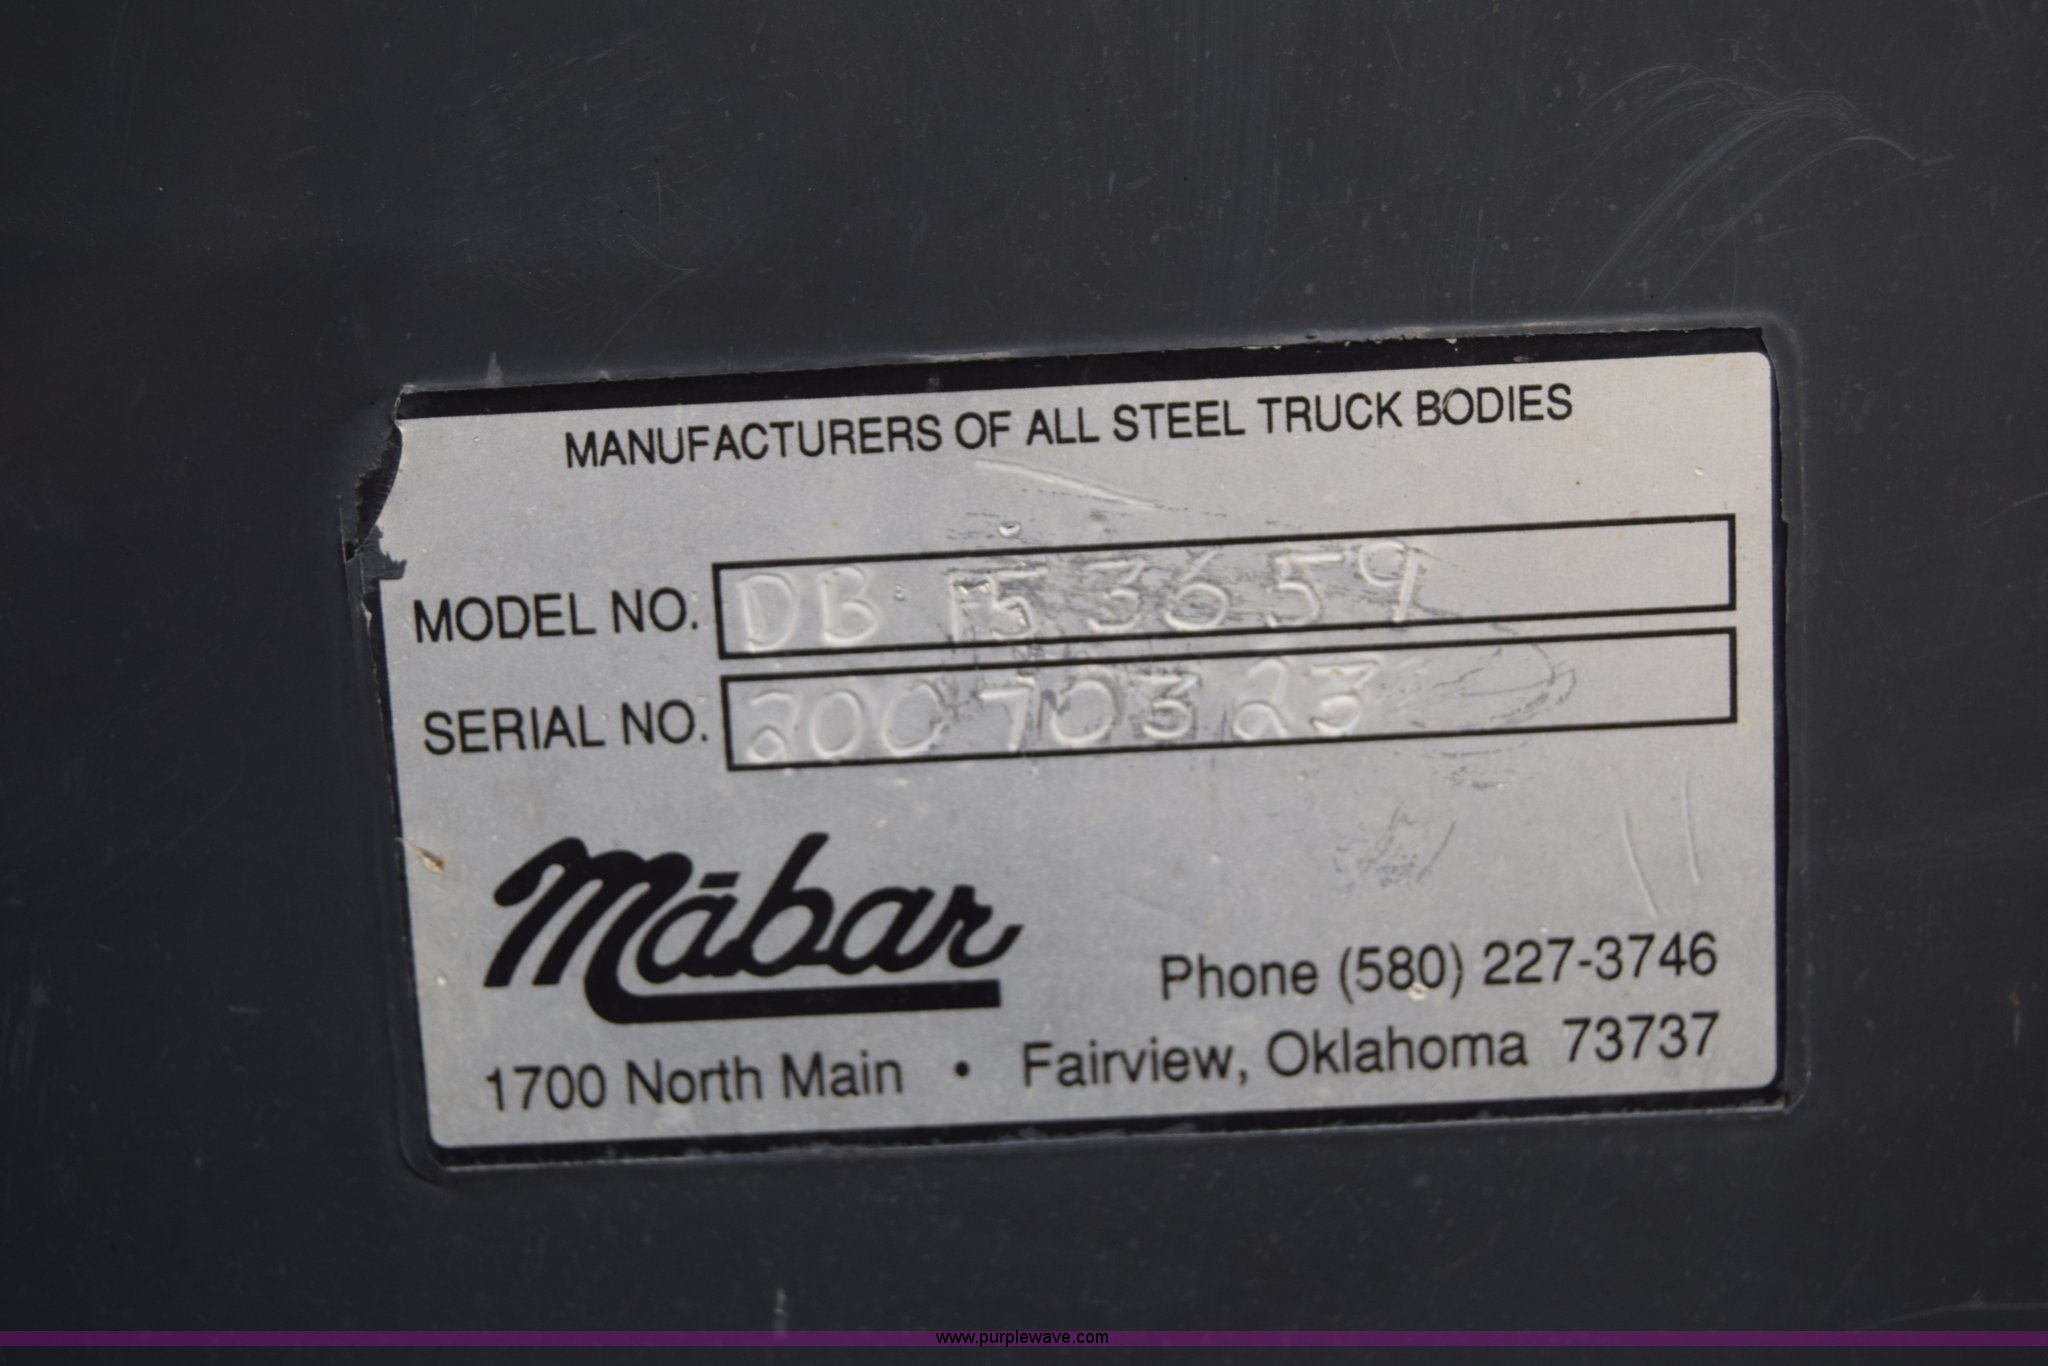 MANUFACTURERS OF ALL STEEL TRUCK BODIES
MODEL NO. DB 153659
SERIAL NO. 20070323
Mābar
Phone (580) 227-3746
1700 North Main • Fairview, Oklahoma 73737
www.purplewave.com